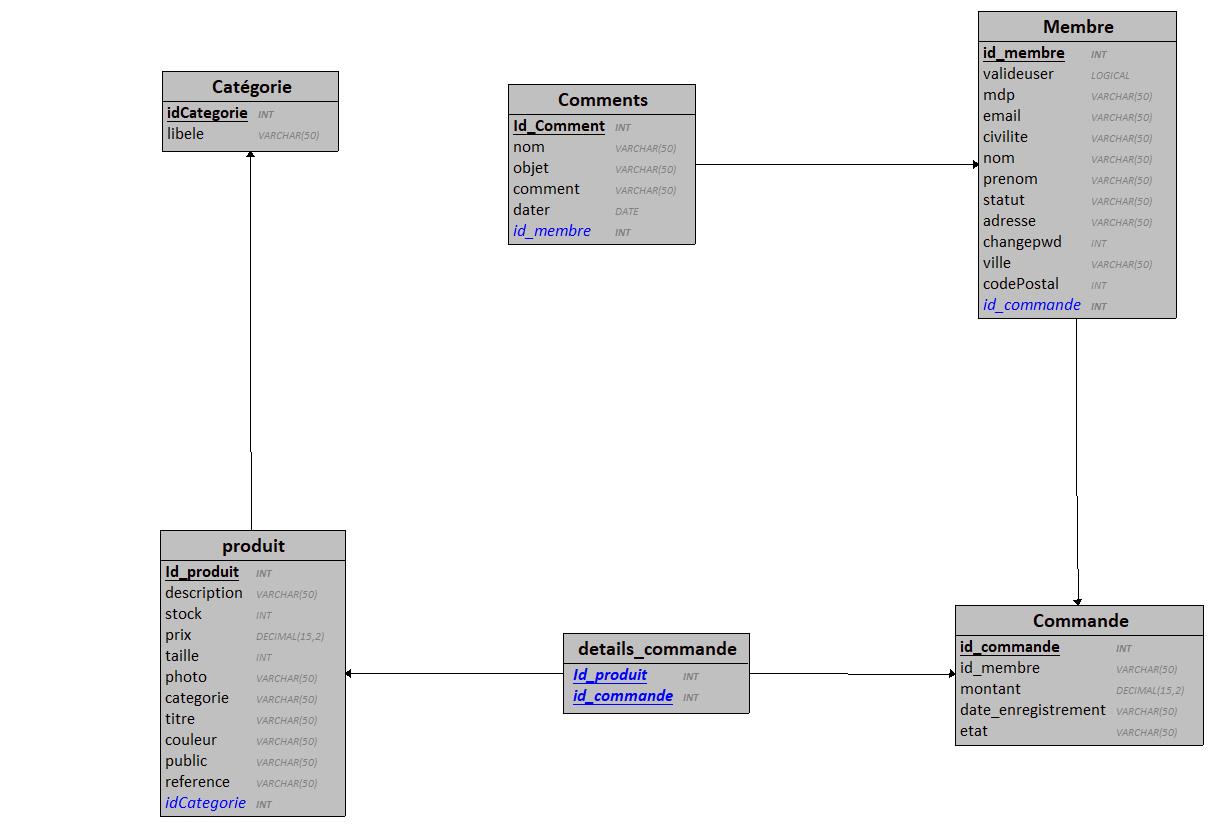 Catégorie
idCategorie INT
libele VARCHAR(50)
Comments
Id_Comment INT
nom VARCHAR(50)
objet VARCHAR(50)
comment VARCHAR(50)
dater DATE
id_membre INT
Membre
id_membre INT
valideuser LOGICAL
mdp VARCHAR(50)
email VARCHAR(50)
civilite VARCHAR(50)
nom VARCHAR(50)
prenom VARCHAR(50)
statut VARCHAR(50)
adresse VARCHAR(50)
changepwd INT
ville VARCHAR(50)
codePostal INT
id_commande INT
produit
Id_produit INT
description VARCHAR(50)
stock INT
prix DECIMAL(15,2)
taille INT
photo VARCHAR(50)
categorie VARCHAR(50)
titre VARCHAR(50)
couleur VARCHAR(50)
public VARCHAR(50)
reference VARCHAR(50)
idCategorie INT
details_commande
Id_produit INT
id_commande INT
Commande
id_commande INT
id_membre VARCHAR(50)
montant DECIMAL(15,2)
date_enregistrement VARCHAR(50)
etat VARCHAR(50)